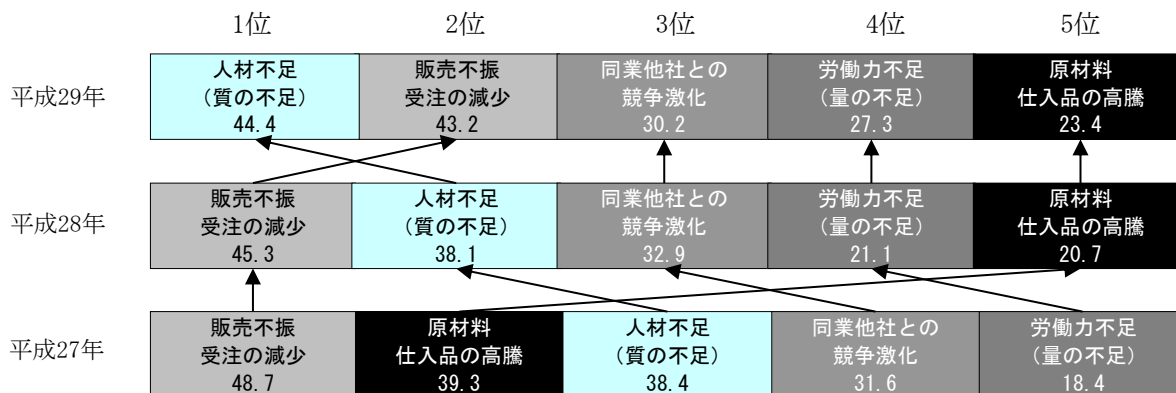 1位 2位 3位 4位 5位
平成29年
人材不足
(質の不足)
44.4
販売不振
受注の減少
43.2
同業他社との
競争激化
30.2
労働力不足
(量の不足)
27.3
原材料
仕入品の高騰
23.4
平成28年
販売不振
受注の減少
45.3
人材不足
(質の不足)
38.1
同業他社との
競争激化
32.9
労働力不足
(量の不足)
21.1
原材料
仕入品の高騰
20.7
平成27年
販売不振
受注の減少
48.7
原材料
仕入品の高騰
39.3
人材不足
(質の不足)
38.4
同業他社との
競争激化
31.6
労働力不足
(量の不足)
18.4